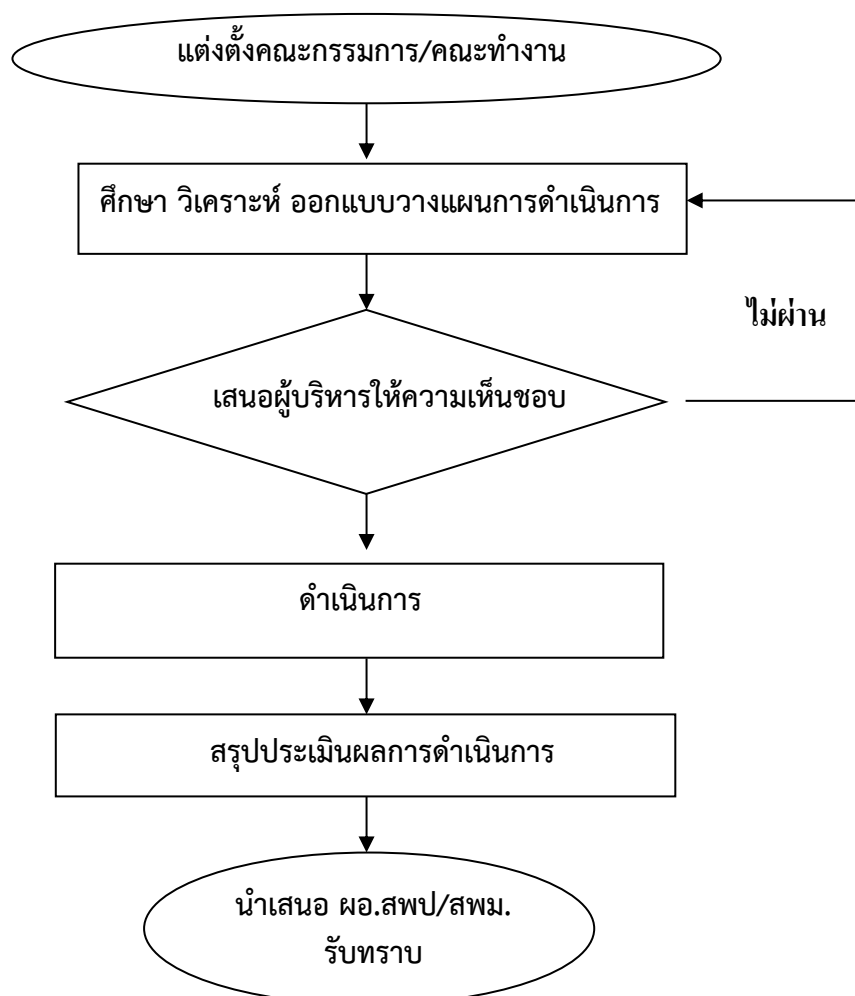 แต่งตั้งคณะกรรมการ/คณะทำงาน
ศึกษา วิเคราะห์ ออกแบบวางแผนการดำเนินการ
ไม่ผ่าน
เสนอผู้บริหารให้ความเห็นชอบ
ดำเนินการ
สรุปประเมินผลการดำเนินการ
นำเสนอ ผอ.สพป/สพม.
รับทราบ